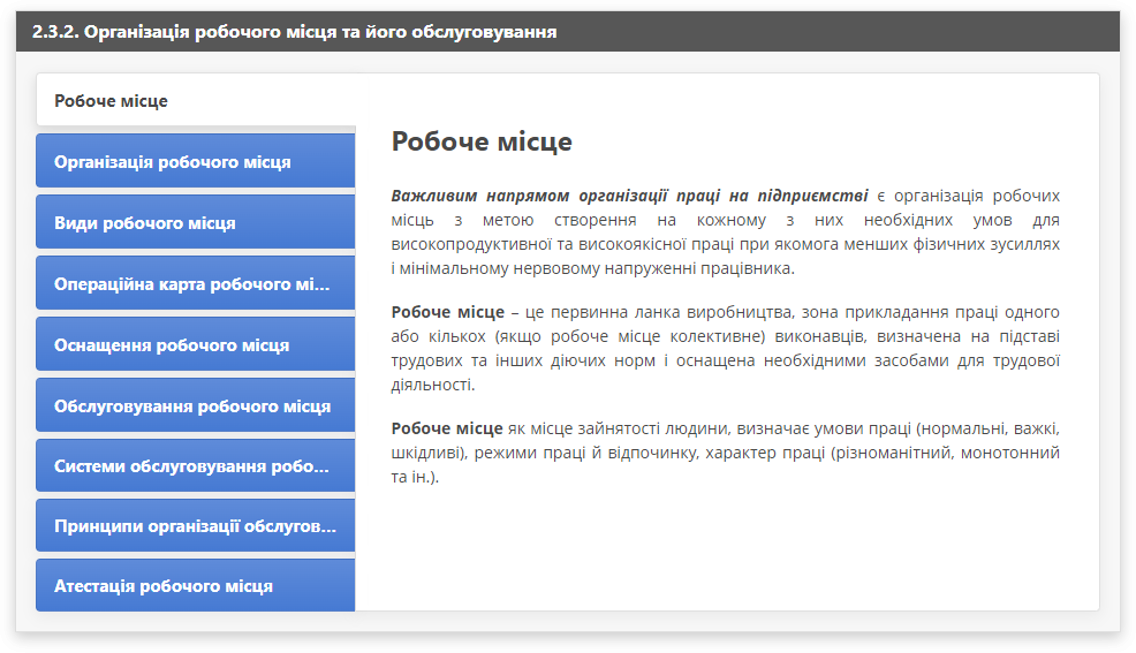 2.3.2. Організація робочого місця та його обслуговування
Робоче місце
Організація робочого місця
Види робочого місця
Операційна карта робочого мі...
Оснащення робочого місця
Обслуговування робочого місця
Системи обслуговування робо...
Принципи організації обслугов...
Атестація робочого місця
Робоче місце
Важливим напрямом організації праці на підприємстві є організація робочих
місць з метою створення на кожному з них необхідних умов для
високопродуктивної та високоякісної праці при якомога менших фізичних зусиллях
і мінімальному нервовому напруженні працівника.
Робоче місце – це первинна ланка виробництва, зона прикладання праці одного
або кількох (якщо робоче місце колективне) виконавців, визначена на підставі
трудових та інших діючих норм і оснащена необхідними засобами для трудової
діяльності.
Робоче місце як місце зайнятості людини, визначає умови праці (нормальні, важкі,
шкідливі), режими праці й відпочинку, характер праці (різноманітний, монотонний
та ін.).